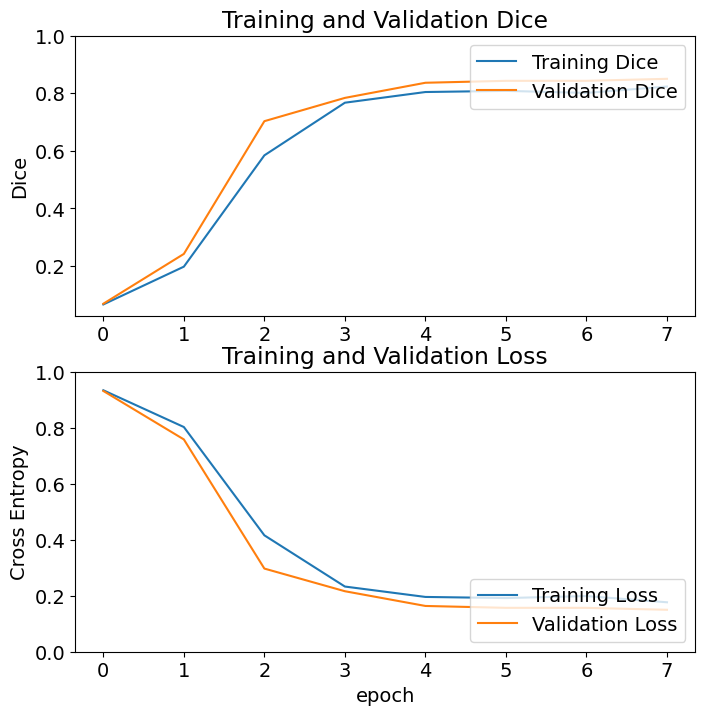 Training and Validation Dice
1.0
0.8
0.6
0.4
0.2
Dice
Training Dice
Validation Dice
0 1 2 3 4 5 6 7
Training and Validation Loss
1.0
0.8
0.6
0.4
0.2
0.0
Cross Entropy
Training Loss
Validation Loss
0 1 2 3 4 5 6 7
epoch